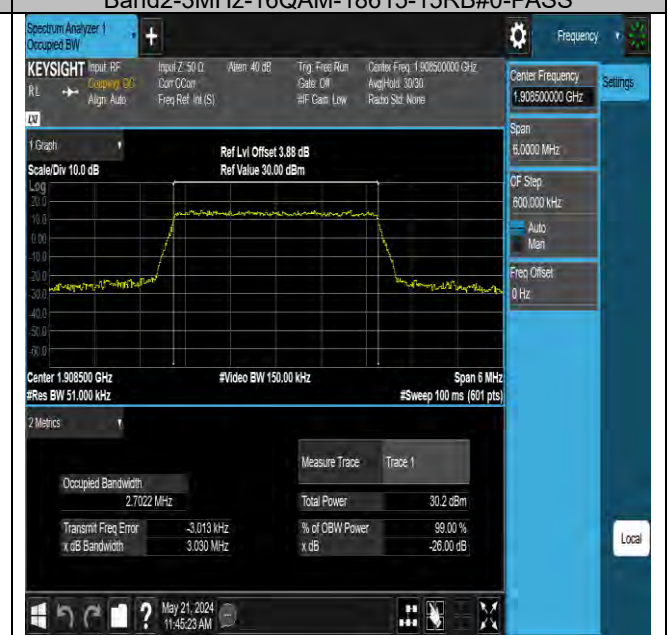 Band2-3MHz-16QAM-18615-15RB#0-PASS
Spectrum Analyzer 1
Occupied BW
Frequency
KEYSIGHT Input: RF Input Z: 50 Ω Atten: 40 dB Trig: Free Run Center Freq: 1.908500000 GHz
RL Coupling: DC Corr CCorr Gate: Off Avg|Hold: 30/30
Align: Auto Freq Ref: Int (S) #IF Gain: Low Radio Std: None
Center Frequency
1.908500000 GHz
Settings
Span
6.0000 MHz
CF Step
600.000 kHz
Auto
Man
Freq Offset
0 Hz
1 Graph
Ref Lvl Offset 3.88 dB
Scale/Div 10.0 dB Ref Value 30.00 dBm
Log
20.0
10.0
0.00
-10.0
-20.0
-30.0
-40.0
-50.0
-60.0
Center 1.908500 GHz #Video BW 150.00 kHz Span 6 MHz
#Res BW 51.000 kHz #Sweep 100 ms (601 pts)
2 Metrics
Measure Trace Trace 1
Occupied Bandwidth
2.7022 MHz Total Power 30.2 dBm
Transmit Freq Error -3.013 kHz % of OBW Power 99.00 %
x dB Bandwidth 3.030 MHz x dB -26.00 dB
Local
May 21, 2024
11:45:23 AM